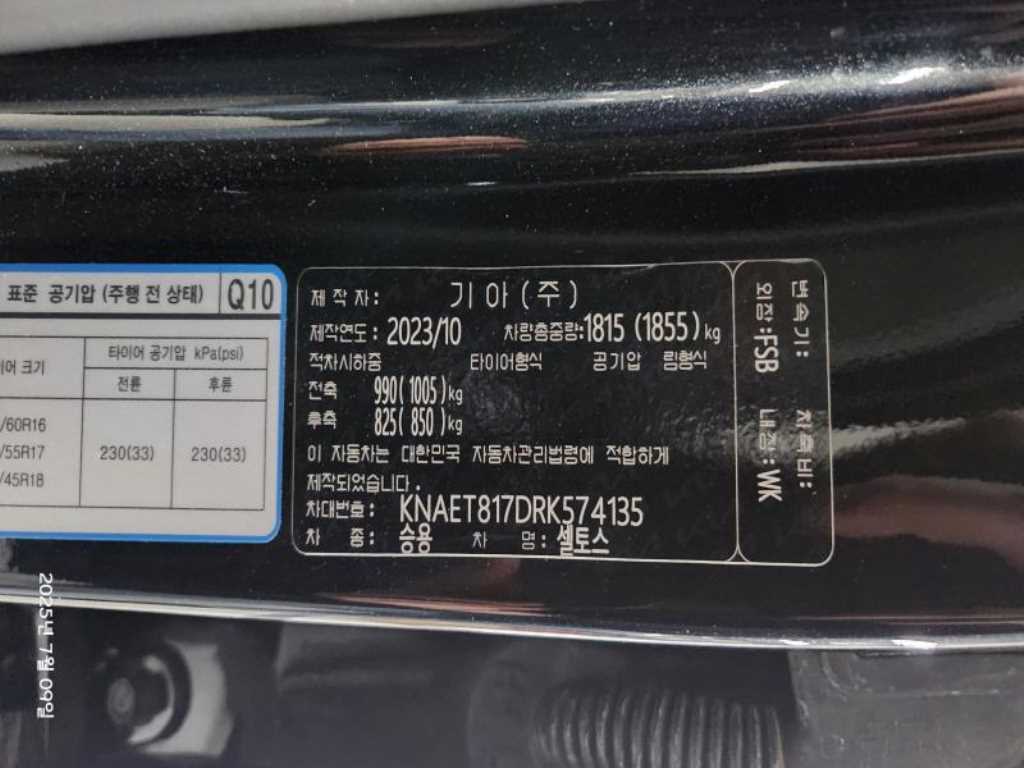 표준 공기압 (주행 전 상태) Q10
크기 타이어 공기압 kPa(psi)
전륜 후륜
/60R16
/55R17 230(33) 230(33)
/45R18
제작자: 기아(주)
제작연도: 2023/10 차량총중량: 1815 (1855) kg
적차시하중 타이어형식 공기압 림형식
전축 990(1005)kg
후축 825(850)kg
이 자동차는 대한민국 자동차관리법령에 적합하게
제작되었습니다.
차대번호: KNAET817DRK574135
차 종: 승용 차 명: 셀토스
변속기: 차축비:
외장:FSB 내장:WK
2025년 7월 09일